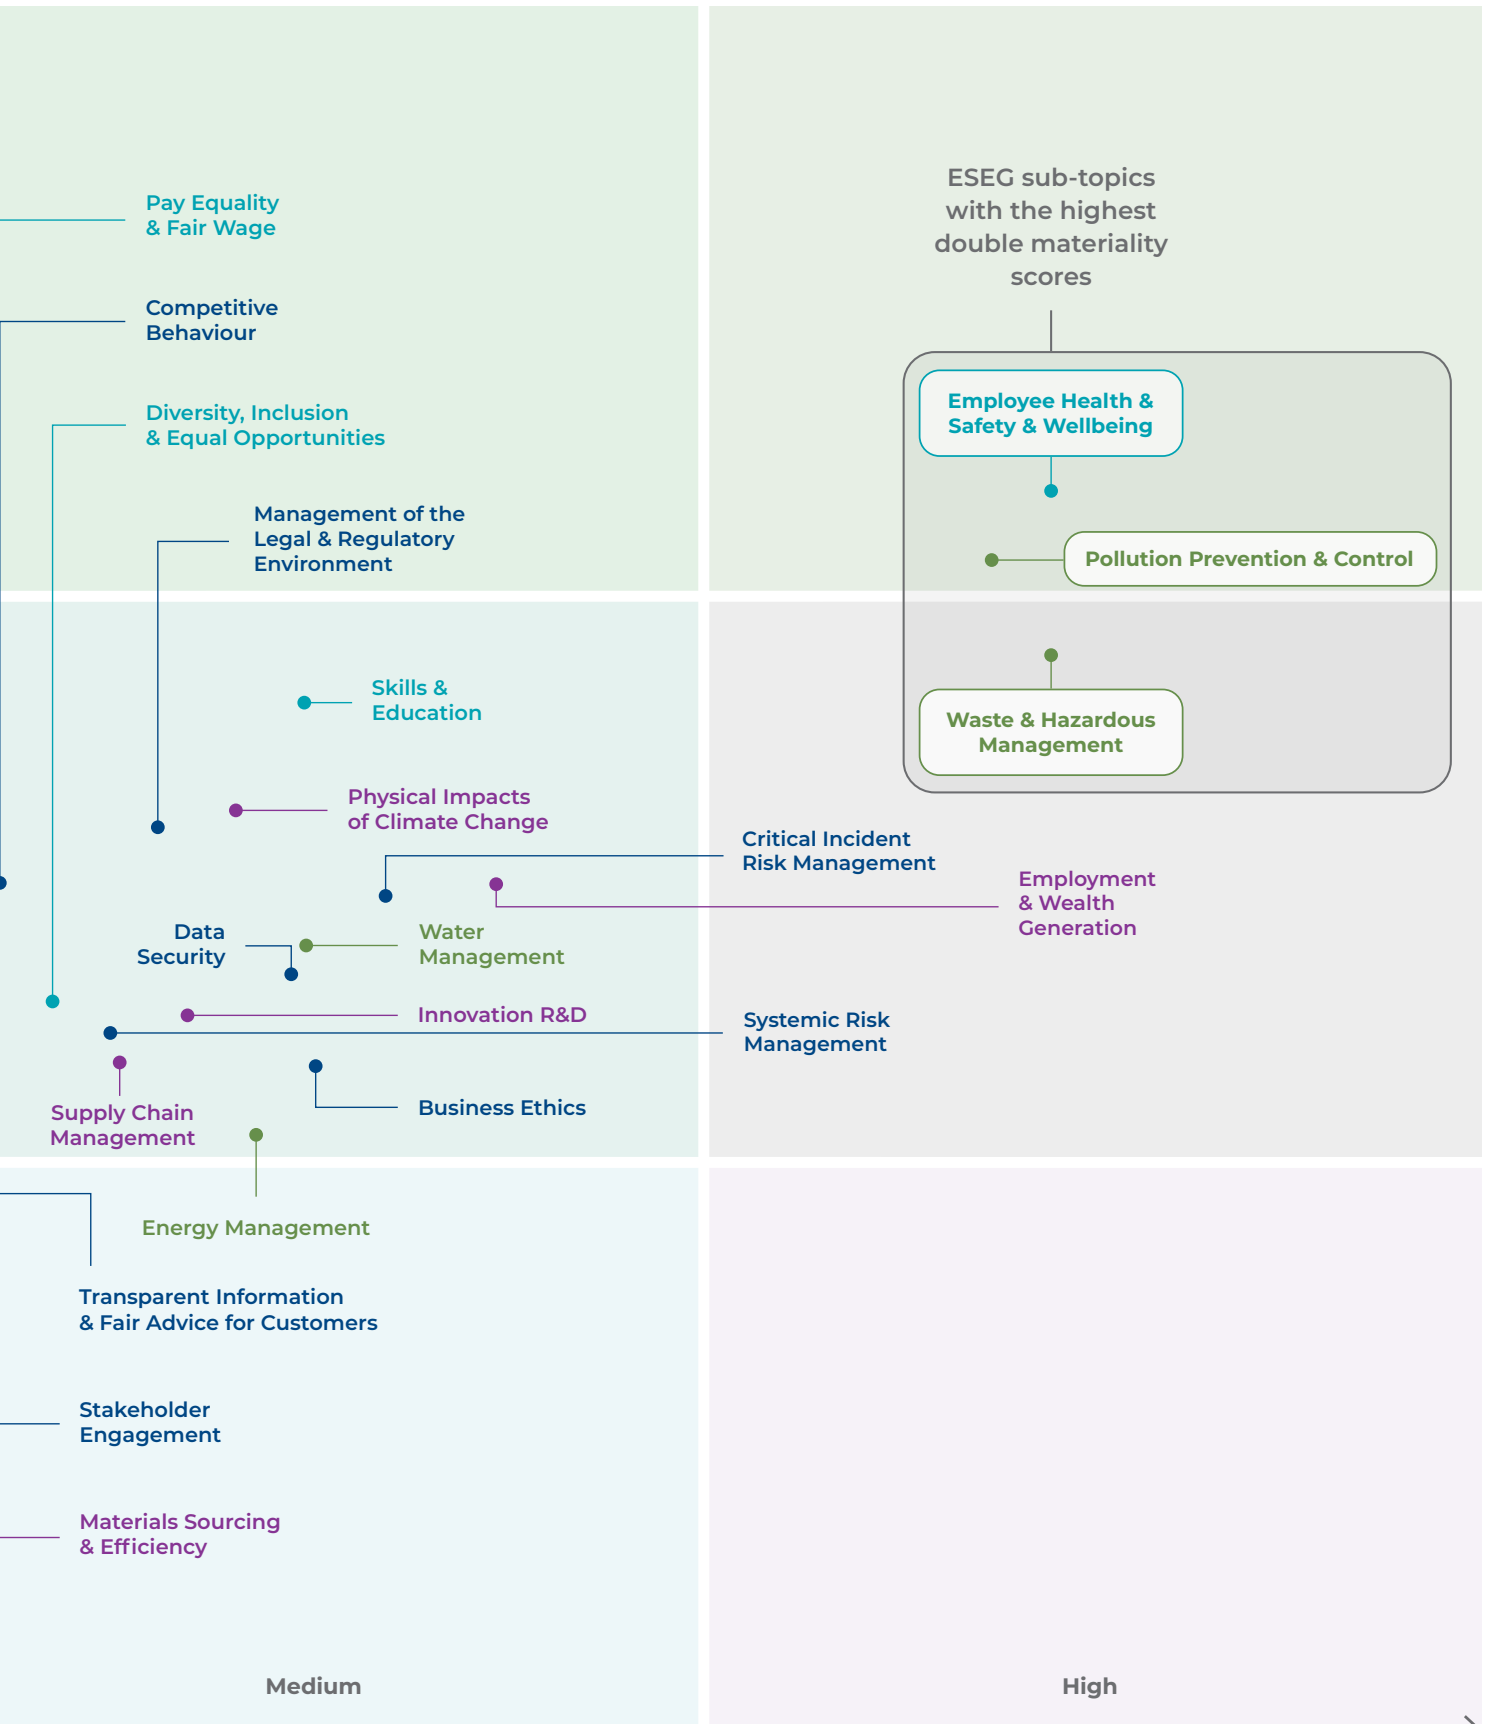 Pay Equality
& Fair Wage
Competitive
Behaviour
Diversity, Inclusion
& Equal Opportunities
Management of the
Legal & Regulatory
Environment
ESEG sub-topics
with the highest
double materiality
scores
Employee Health &
Safety & Wellbeing
Pollution Prevention & Control
Waste & Hazardous
Management
Skills &
Education
Physical Impacts
of Climate Change
Critical Incident
Risk Management
Employment
& Wealth
Generation
Data
Security
Water
Management
Innovation R&D
Systemic Risk
Management
Supply Chain
Management
Business Ethics
Energy Management
Transparent Information
& Fair Advice for Customers
Stakeholder
Engagement
Materials Sourcing
& Efficiency
Medium
High